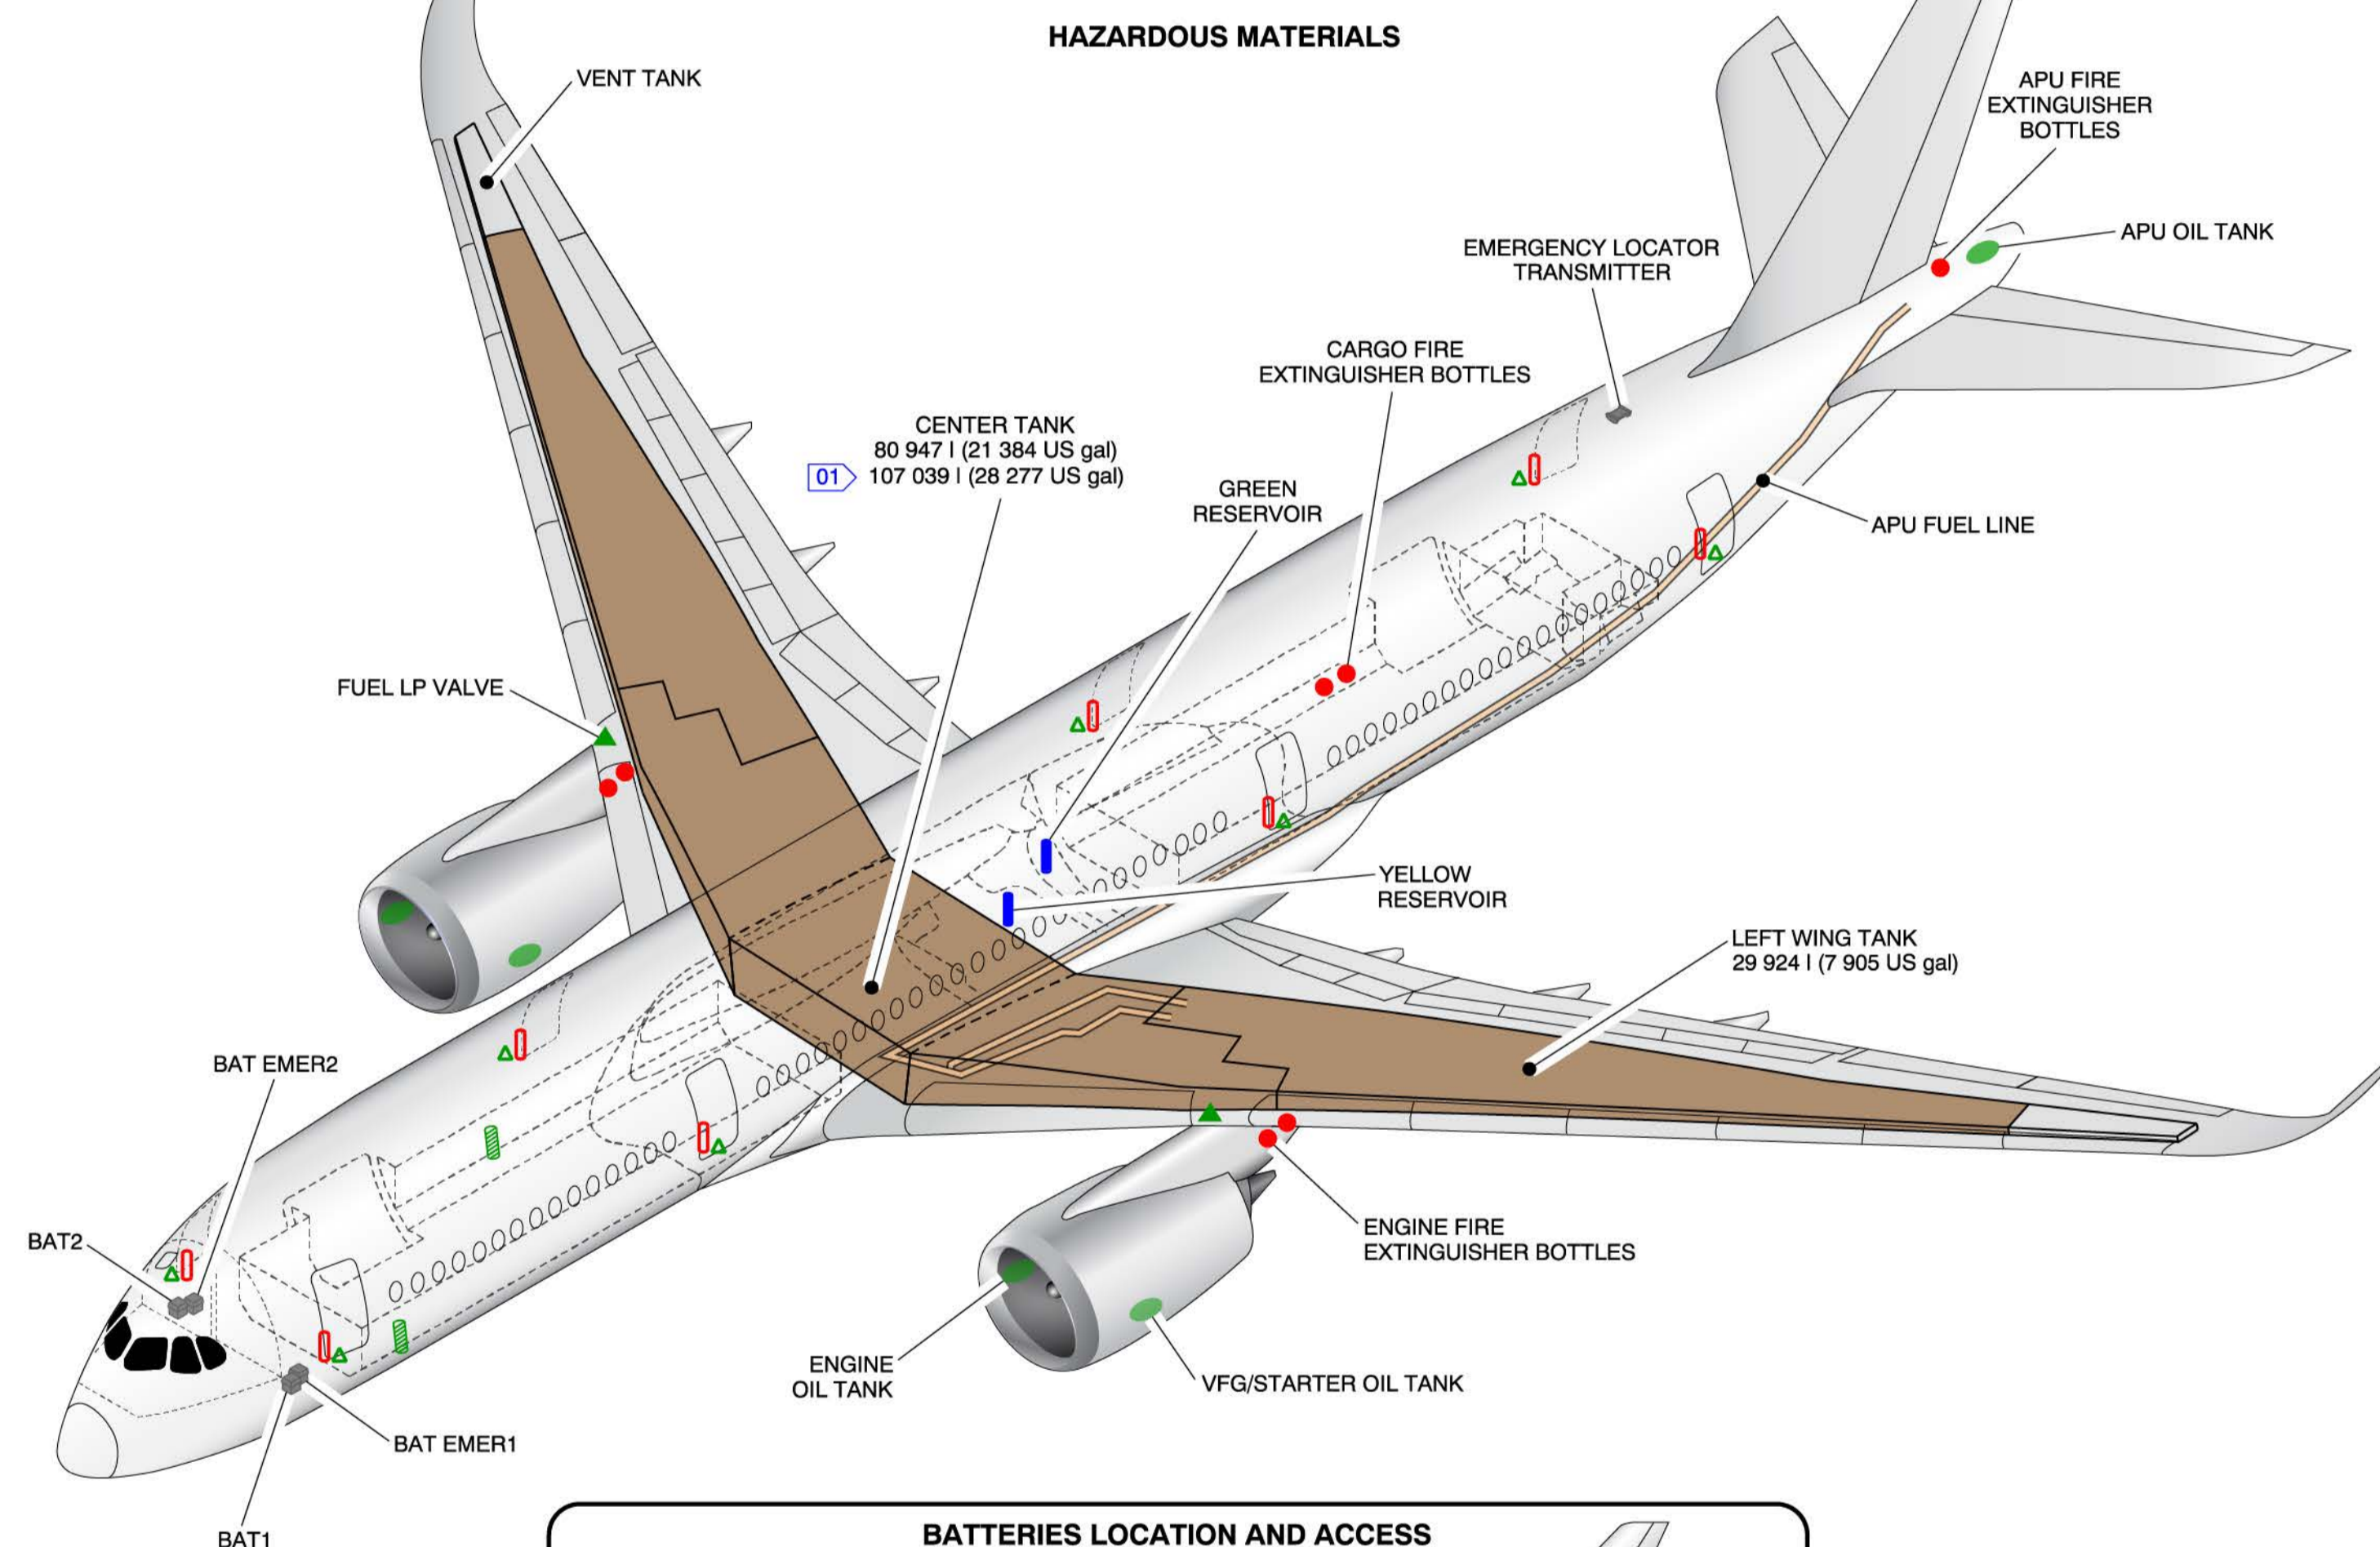 HAZARDOUS MATERIALS
VENT TANK
APU FIRE
EXTINGUISHER
BOTTLES
APU OIL TANK
EMERGENCY LOCATOR
TRANSMITTER
CARGO FIRE
EXTINGUISHER BOTTLES
CENTER TANK
80 947 l (21 384 US gal)
01 107 039 l (28 277 US gal)
GREEN
RESERVOIR
APU FUEL LINE
FUEL LP VALVE
YELLOW
RESERVOIR
LEFT WING TANK
29 924 l (7 905 US gal)
BAT EMER2
BAT2
ENGINE FIRE
EXTINGUISHER BOTTLES
ENGINE
OIL TANK
VFG/STARTER OIL TANK
BAT EMER1
BAT1
BATTERIES LOCATION AND ACCESS